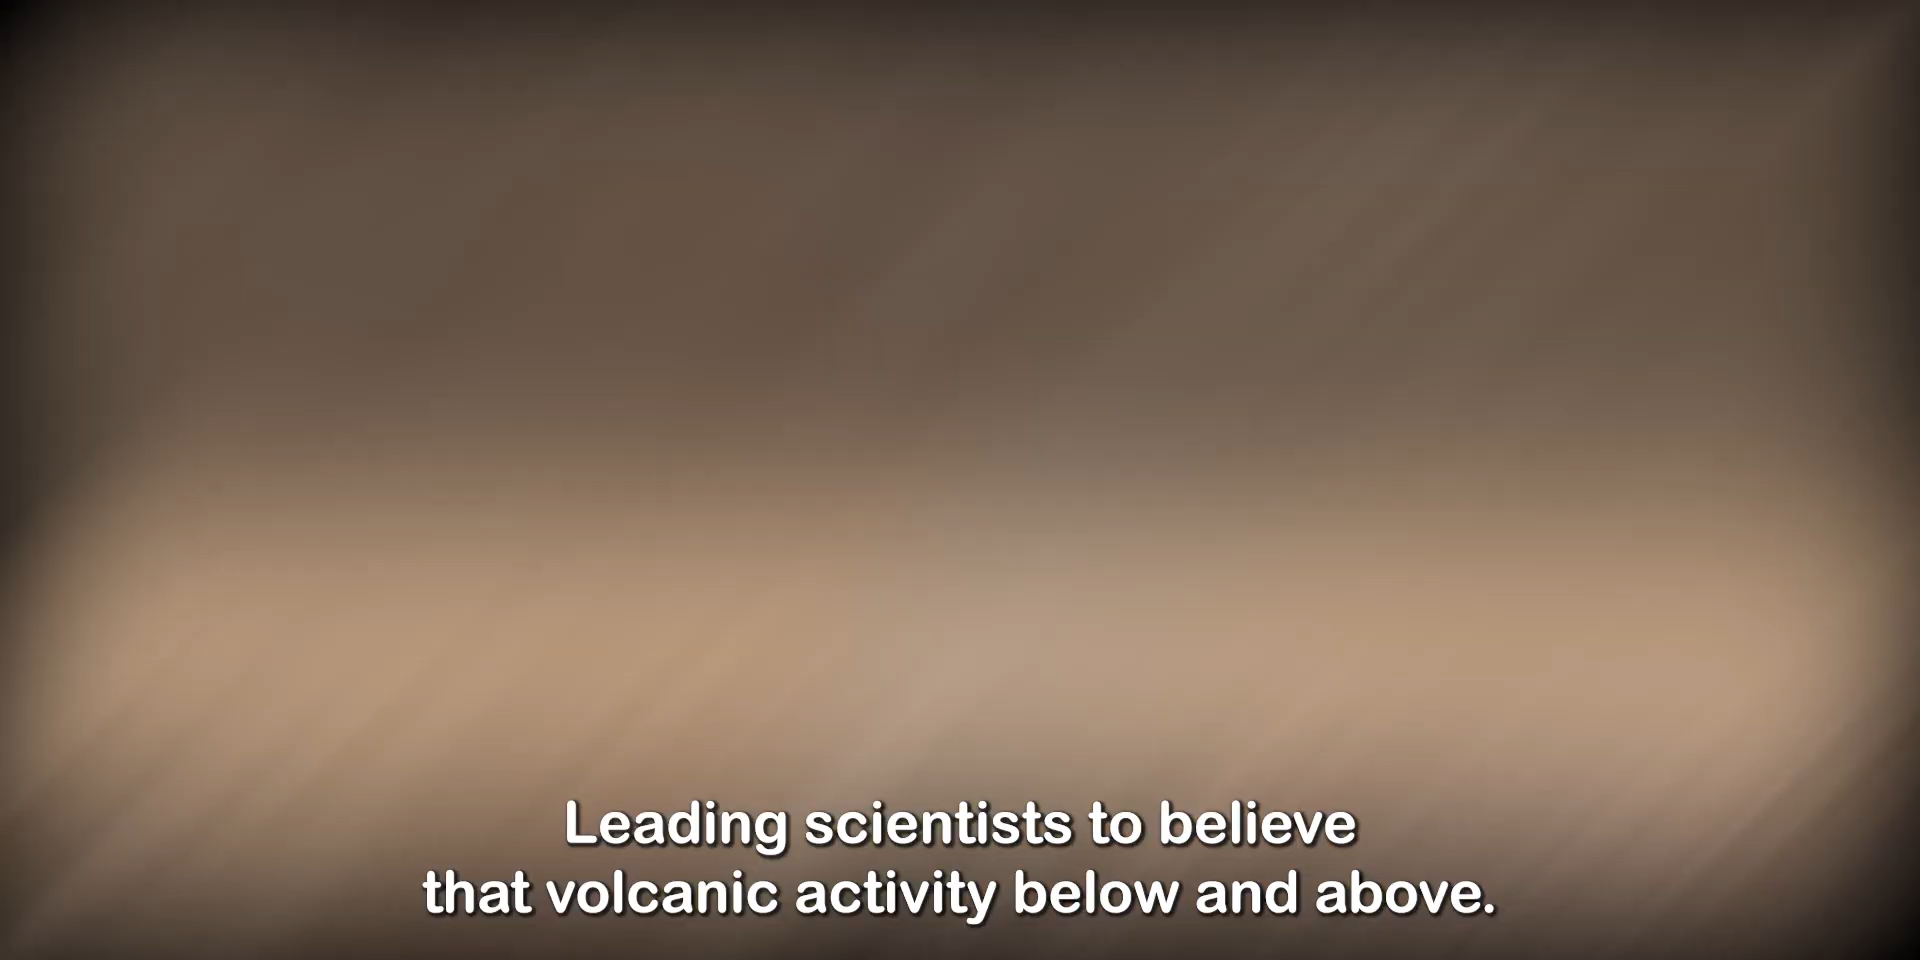 Leading scientists to believe
that volcanic activity below and above.